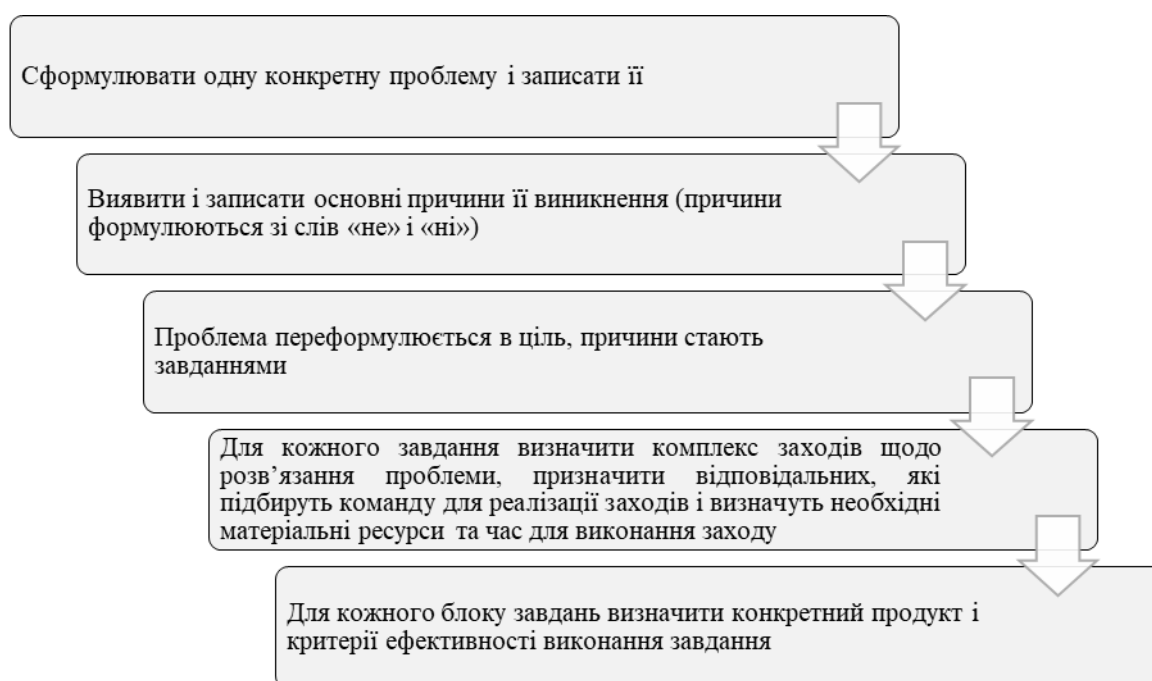 Сформулювати одну конкретну проблему і записати її
Виявити і записати основні причини її виникнення (причини
формулюються зі слів «не» і «ні»)
Проблема переформулюється в ціль, причини стають
завданнями
Для кожного завдання визначити комплекс заходів щодо
розв’язання проблеми, призначити відповідальних, які
підбируть команду для реалізації заходів і визначуть необхідні
матеріальні ресурси та час для виконання заходу
Для кожного блоку завдань визначити конкретний продукт і
критерії ефективності виконання завдання